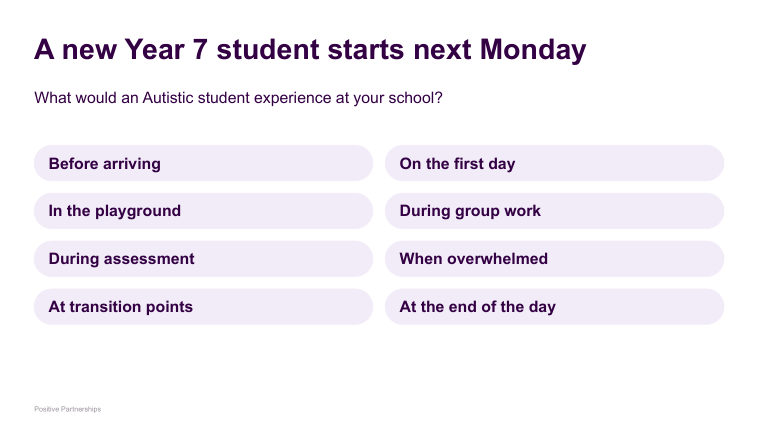 A new Year 7 student starts next Monday
What would an Autistic student experience at your school?
Before arriving
On the first day
In the playground
During group work
During assessment
When overwhelmed
At transition points
At the end of the day
Positive Partnerships